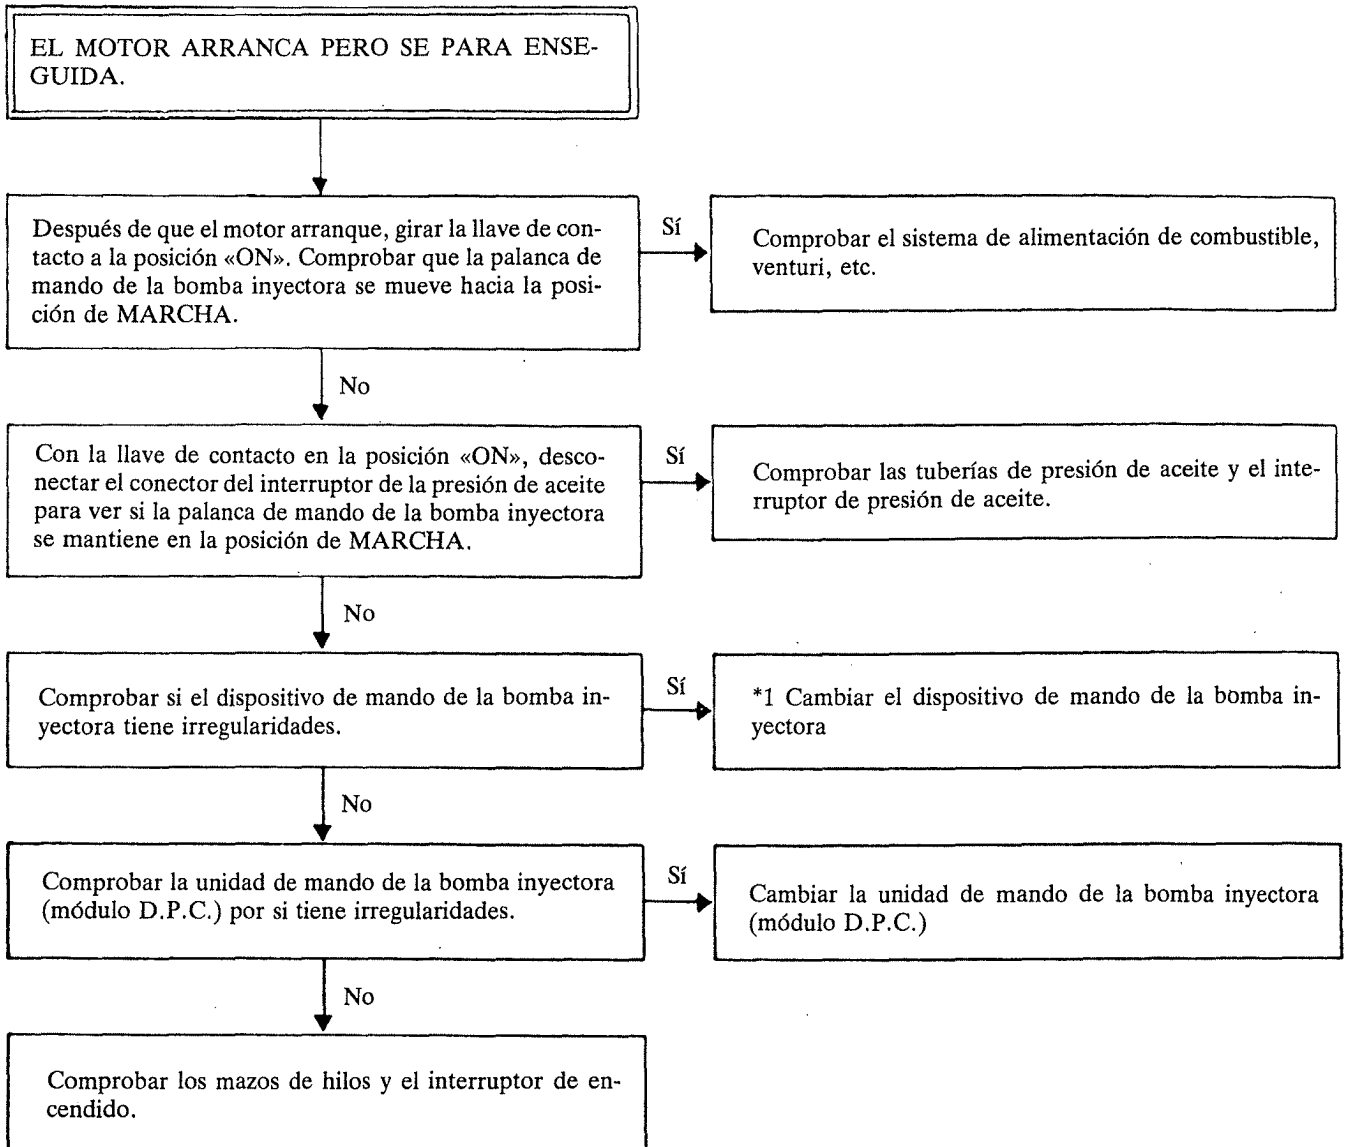 EL MOTOR ARRANCA PERO SE PARA ENSE-
GUIDA.
Después de que el motor arranque, girar la llave de con-
tacto a la posición «ON». Comprobar que la palanca de
mando de la bomba inyectora se mueve hacia la posi-
ción de MARCHA.
Sí
Comprobar el sistema de alimentación de combustible,
venturi, etc.
No
Con la llave de contacto en la posición «ON», desco-
nectar el conector del interruptor de la presión de aceite
para ver si la palanca de mando de la bomba inyectora
se mantiene en la posición de MARCHA.
Sí
Comprobar las tuberías de presión de aceite y el inte-
rruptor de presión de aceite.
No
Comprobar si el dispositivo de mando de la bomba in-
yectora tiene irregularidades.
Sí
*1 Cambiar el dispositivo de mando de la bomba in-
yectora
No
Comprobar la unidad de mando de la bomba inyectora
(módulo D.P.C.) por si tiene irregularidades.
Sí
Cambiar la unidad de mando de la bomba inyectora
(módulo D.P.C.)
No
Comprobar los mazos de hilos y el interruptor de en-
cendido.